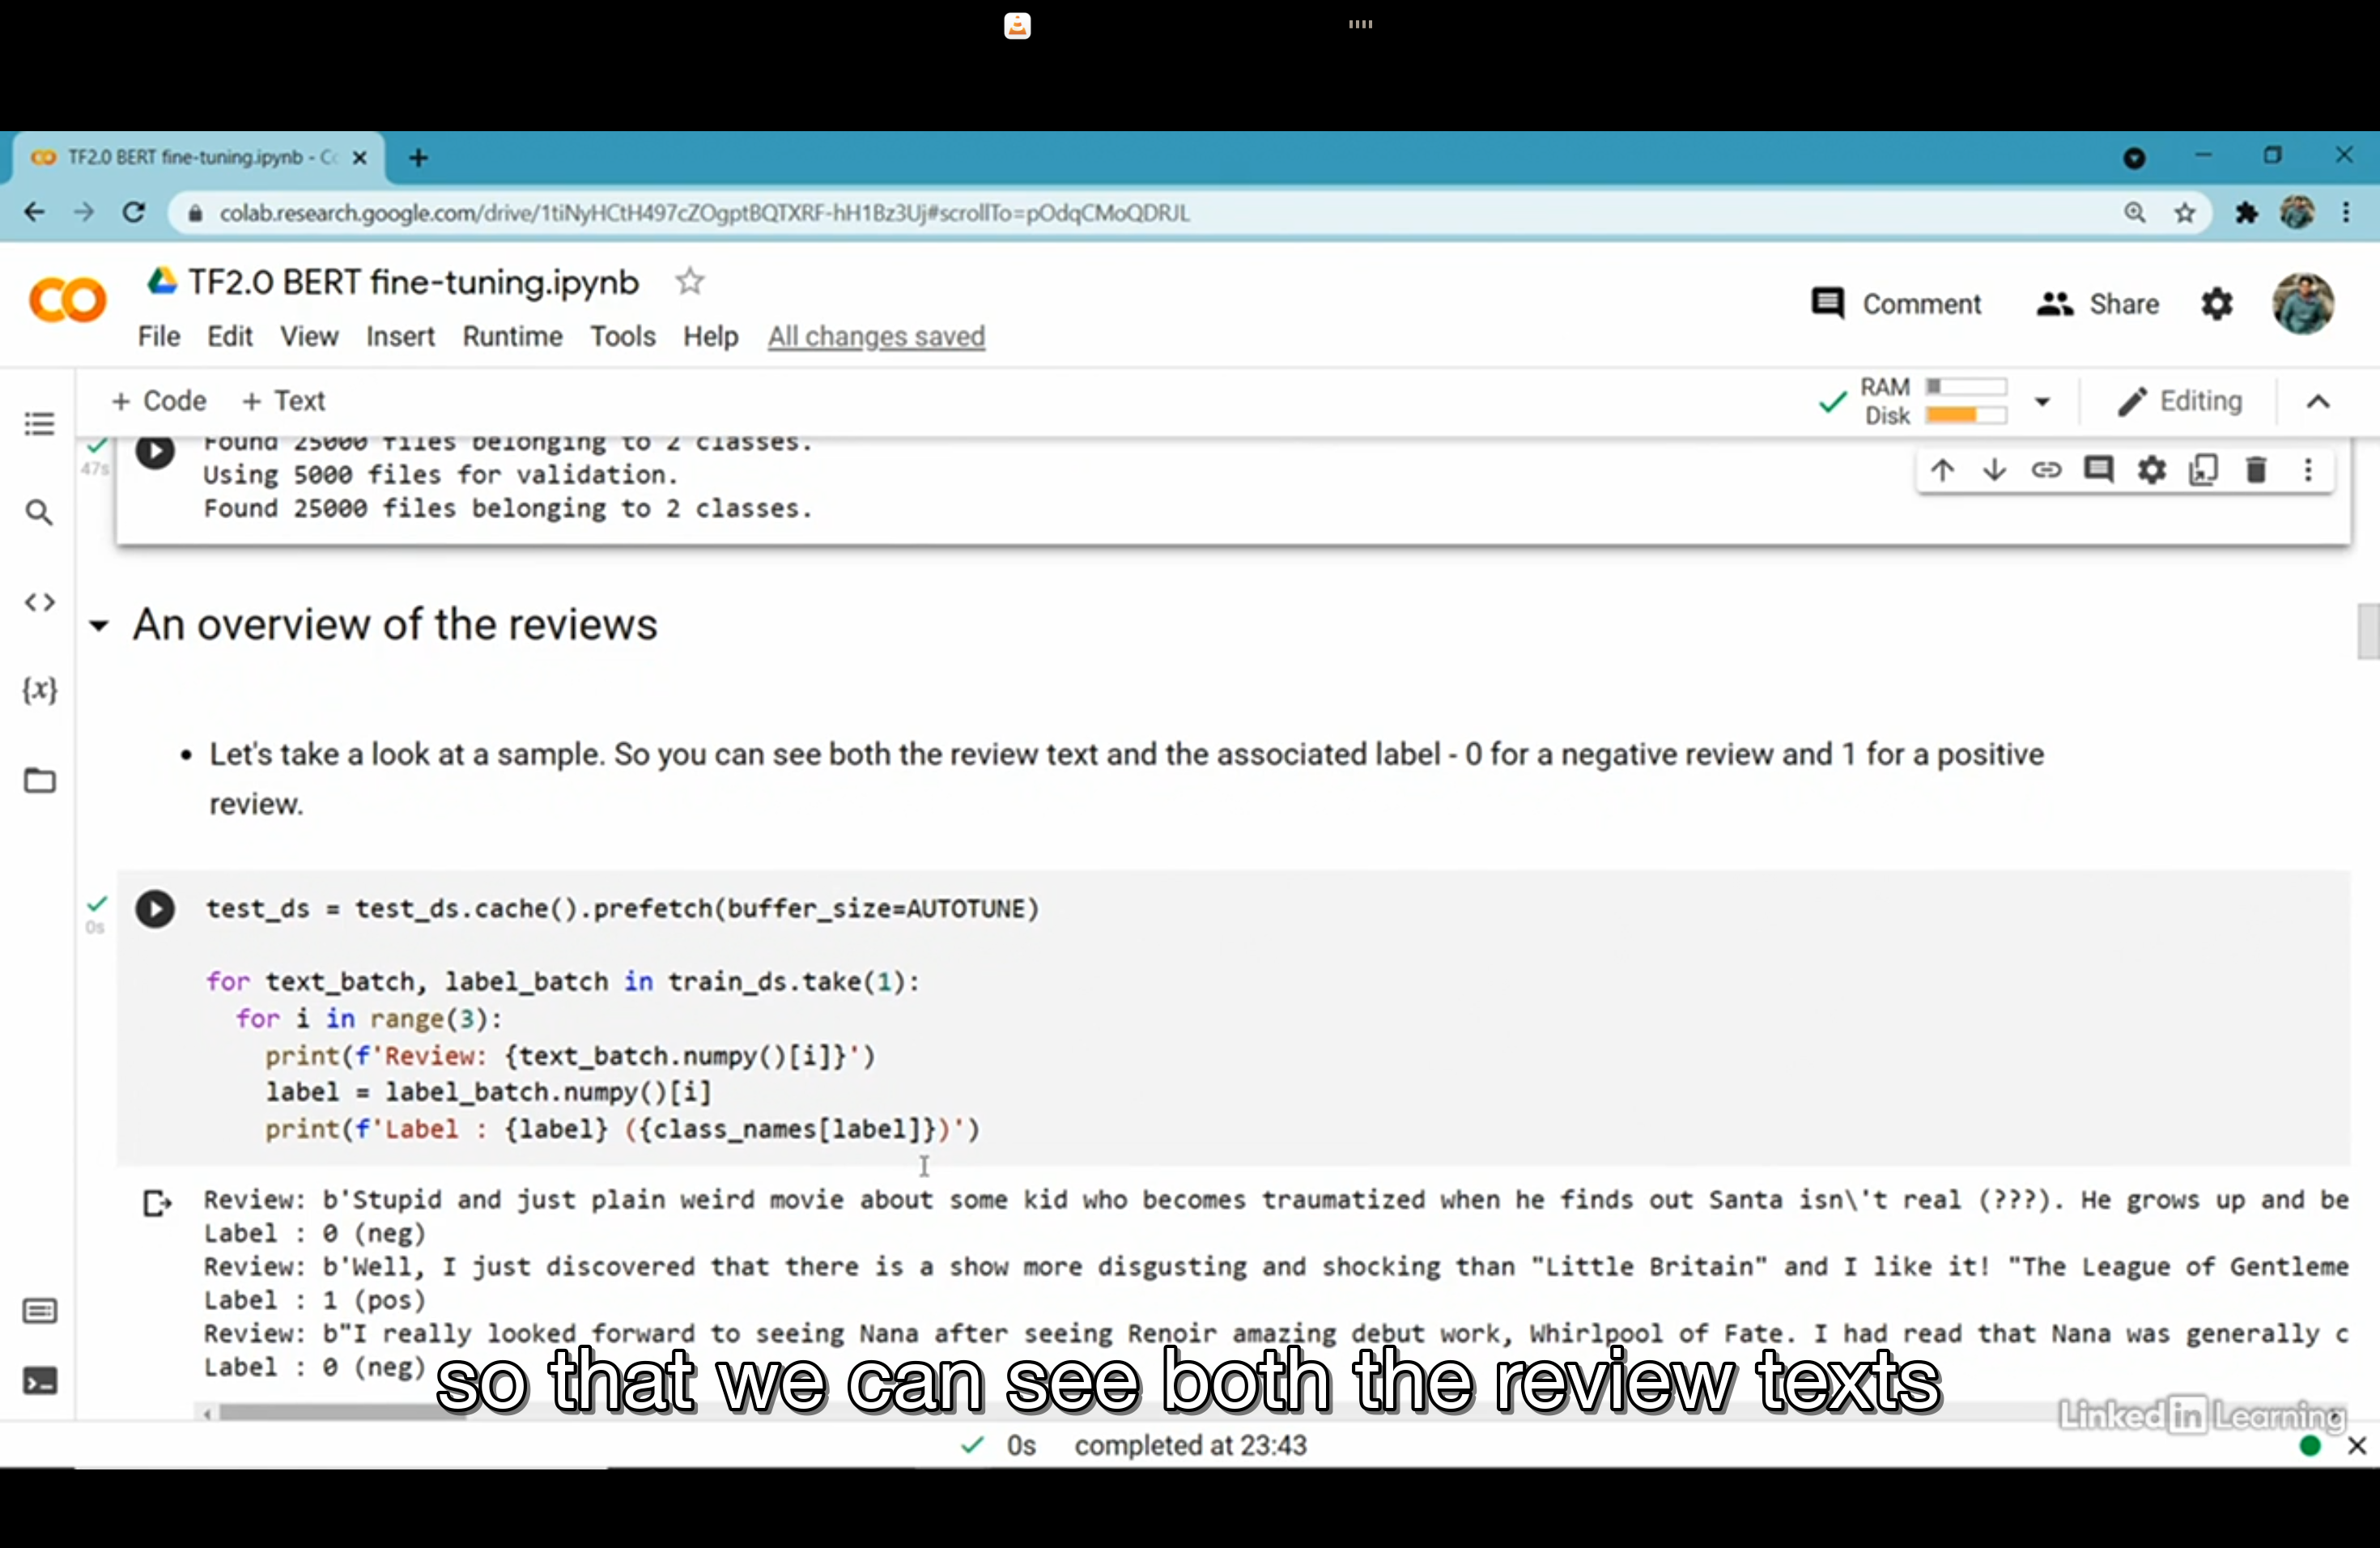 TF2.0 BERT fine-tuning.ipynb - Co
colab.research.google.com/drive/1tiNyHCtH497cZOgptBQTXRF-hH1Bz3Uj#scrollTo=pOdqCMoQDRJL
TF2.0 BERT fine-tuning.ipynb
Comment Share
File Edit View Insert Runtime Tools Help All changes saved
+ Code + Text
RAM
Disk
Editing
47s
Found 25000 files belonging to 2 classes.
Using 5000 files for validation.
Found 25000 files belonging to 2 classes.
An overview of the reviews
• Let's take a look at a sample. So you can see both the review text and the associated label - 0 for a negative review and 1 for a positive
review.
0s
test_ds = test_ds.cache().prefetch(buffer_size=AUTOTUNE)
for text_batch, label_batch in train_ds.take(1):
for i in range(3):
print(f'Review: {text_batch.numpy()[i]}')
label = label_batch.numpy()[i]
print(f'Label : {label} ({class_names[label]})')
Review: b'Stupid and just plain weird movie about some kid who becomes traumatized when he finds out Santa isn\'t real (???). He grows up and be
Label : 0 (neg)
Review: b'Well, I just discovered that there is a show more disgusting and shocking than "Little Britain" and I like it! "The League of Gentleme
Label : 1 (pos)
Review: b"I really looked forward to seeing Nana after seeing Renoir amazing debut work, Whirlpool of Fate. I had read that Nana was generally c
Label : 0 (neg)
so that we can see both the review texts
LinkedIn Learning
0s completed at 23:43